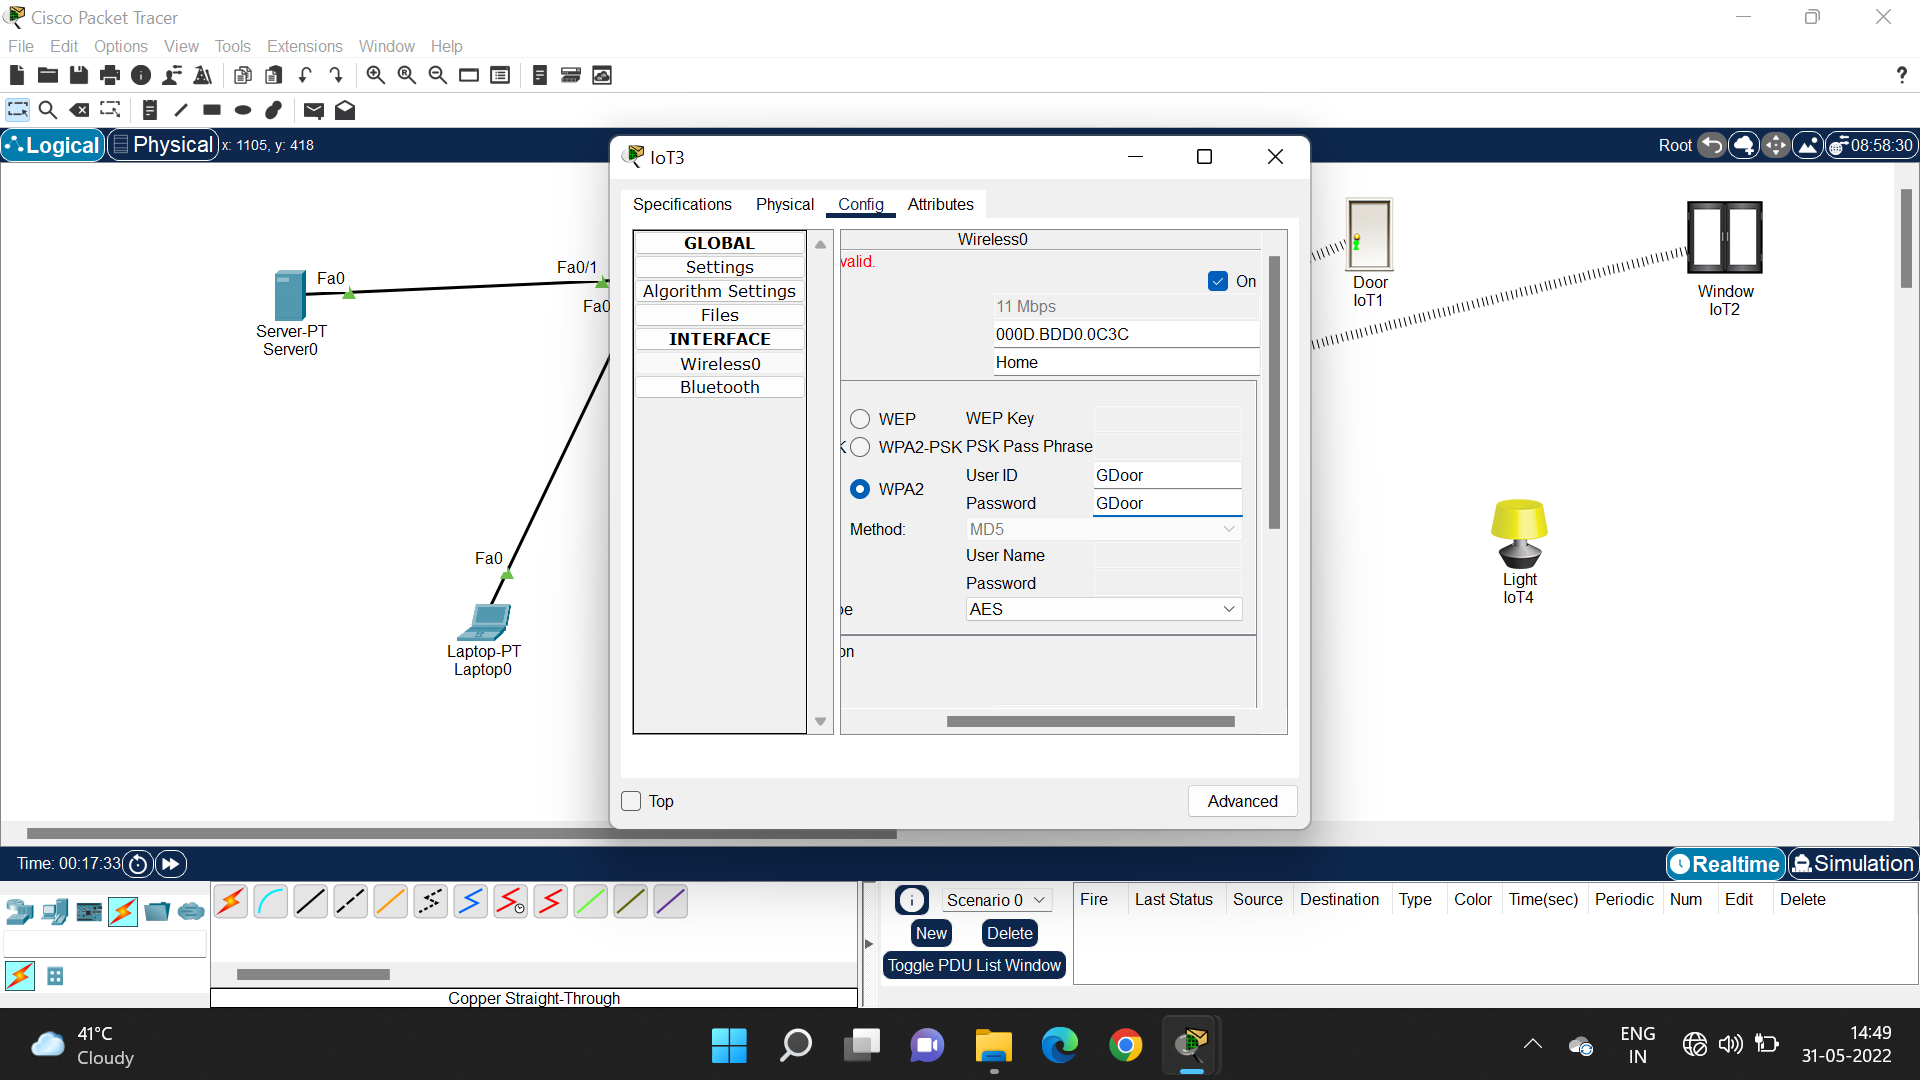 Cisco Packet Tracer
File Edit Options View Tools Extensions Window Help
?
Logical Physical x: 1105, y: 418
Root 08:58:30
Fa0
Server-PT
Server0
Fa0/1
Fa0
Fa0
Laptop-PT
Laptop0
IoT3
Specifications Physical Config Attributes
GLOBAL
Settings
Algorithm Settings
Files
INTERFACE
Wireless0
Bluetooth
Wireless0
valid.
On
11 Mbps
000D.BDD0.0C3C
Home
WEP WEP Key
K WPA2-PSK PSK Pass Phrase
WPA2
User ID GDoor
Password GDoor
Method: MD5
User Name
Password
pe AES
on
Top
Advanced
Door
IoT1
Window
IoT2
Light
IoT4
Time: 00:17:33
Realtime Simulation
Copper Straight-Through
Scenario 0
New Delete
Toggle PDU List Window
Fire Last Status Source Destination Type Color Time(sec) Periodic Num Edit Delete
41°C
Cloudy
ENG
IN
14:49
31-05-2022